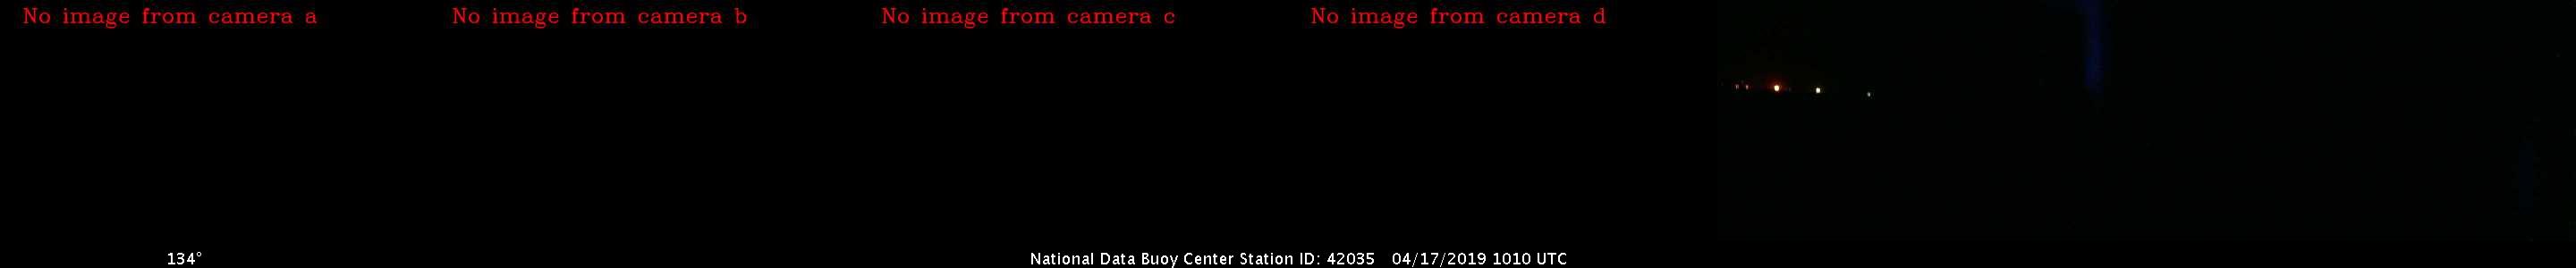 No image from camera a
No image from camera b
No image from camera c
No image from camera d
134°
National Data Buoy Center Station ID: 42035 04/17/2019 1010 UTC